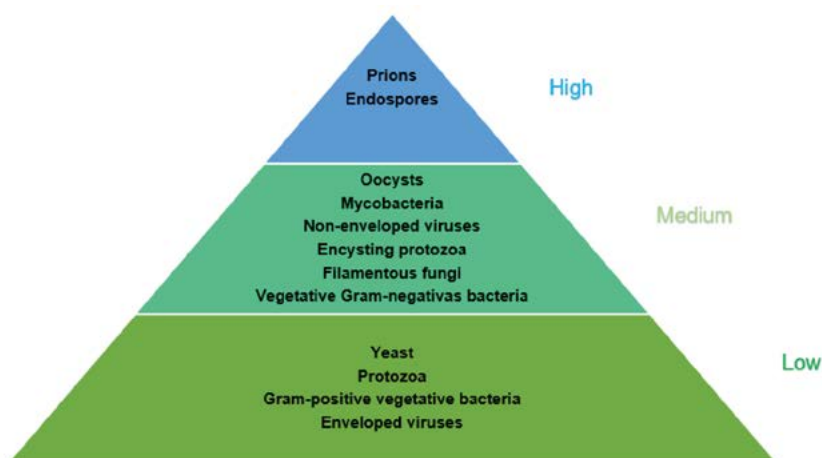 Prions
Endospores
High
Oocysts
Mycobacteria
Non-enveloped viruses
Encysting protozoa
Filamentous fungi
Vegetative Gram-negativas bacteria
Medium
Yeast
Protozoa
Gram-positive vegetative bacteria
Enveloped viruses
Low